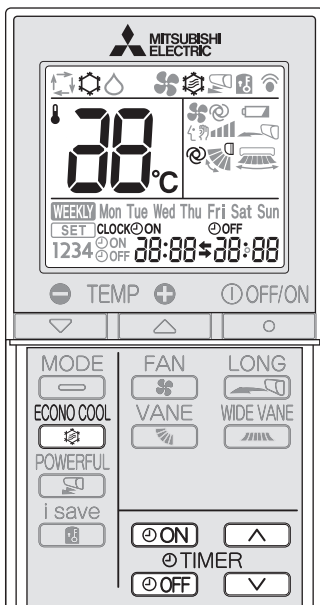 MITSUBISHI
ELECTRIC
88°C
WEEKLY Mon Tue Wed Thu Fri Sat Sun
SET CLOCK ON OFF
1234 ON OFF 88:88 88:88
TEMP OFF/ON
MODE FAN LONG
ECONO COOL VANE WIDE VANE
POWERFUL
i save
ON
TIMER
OFF